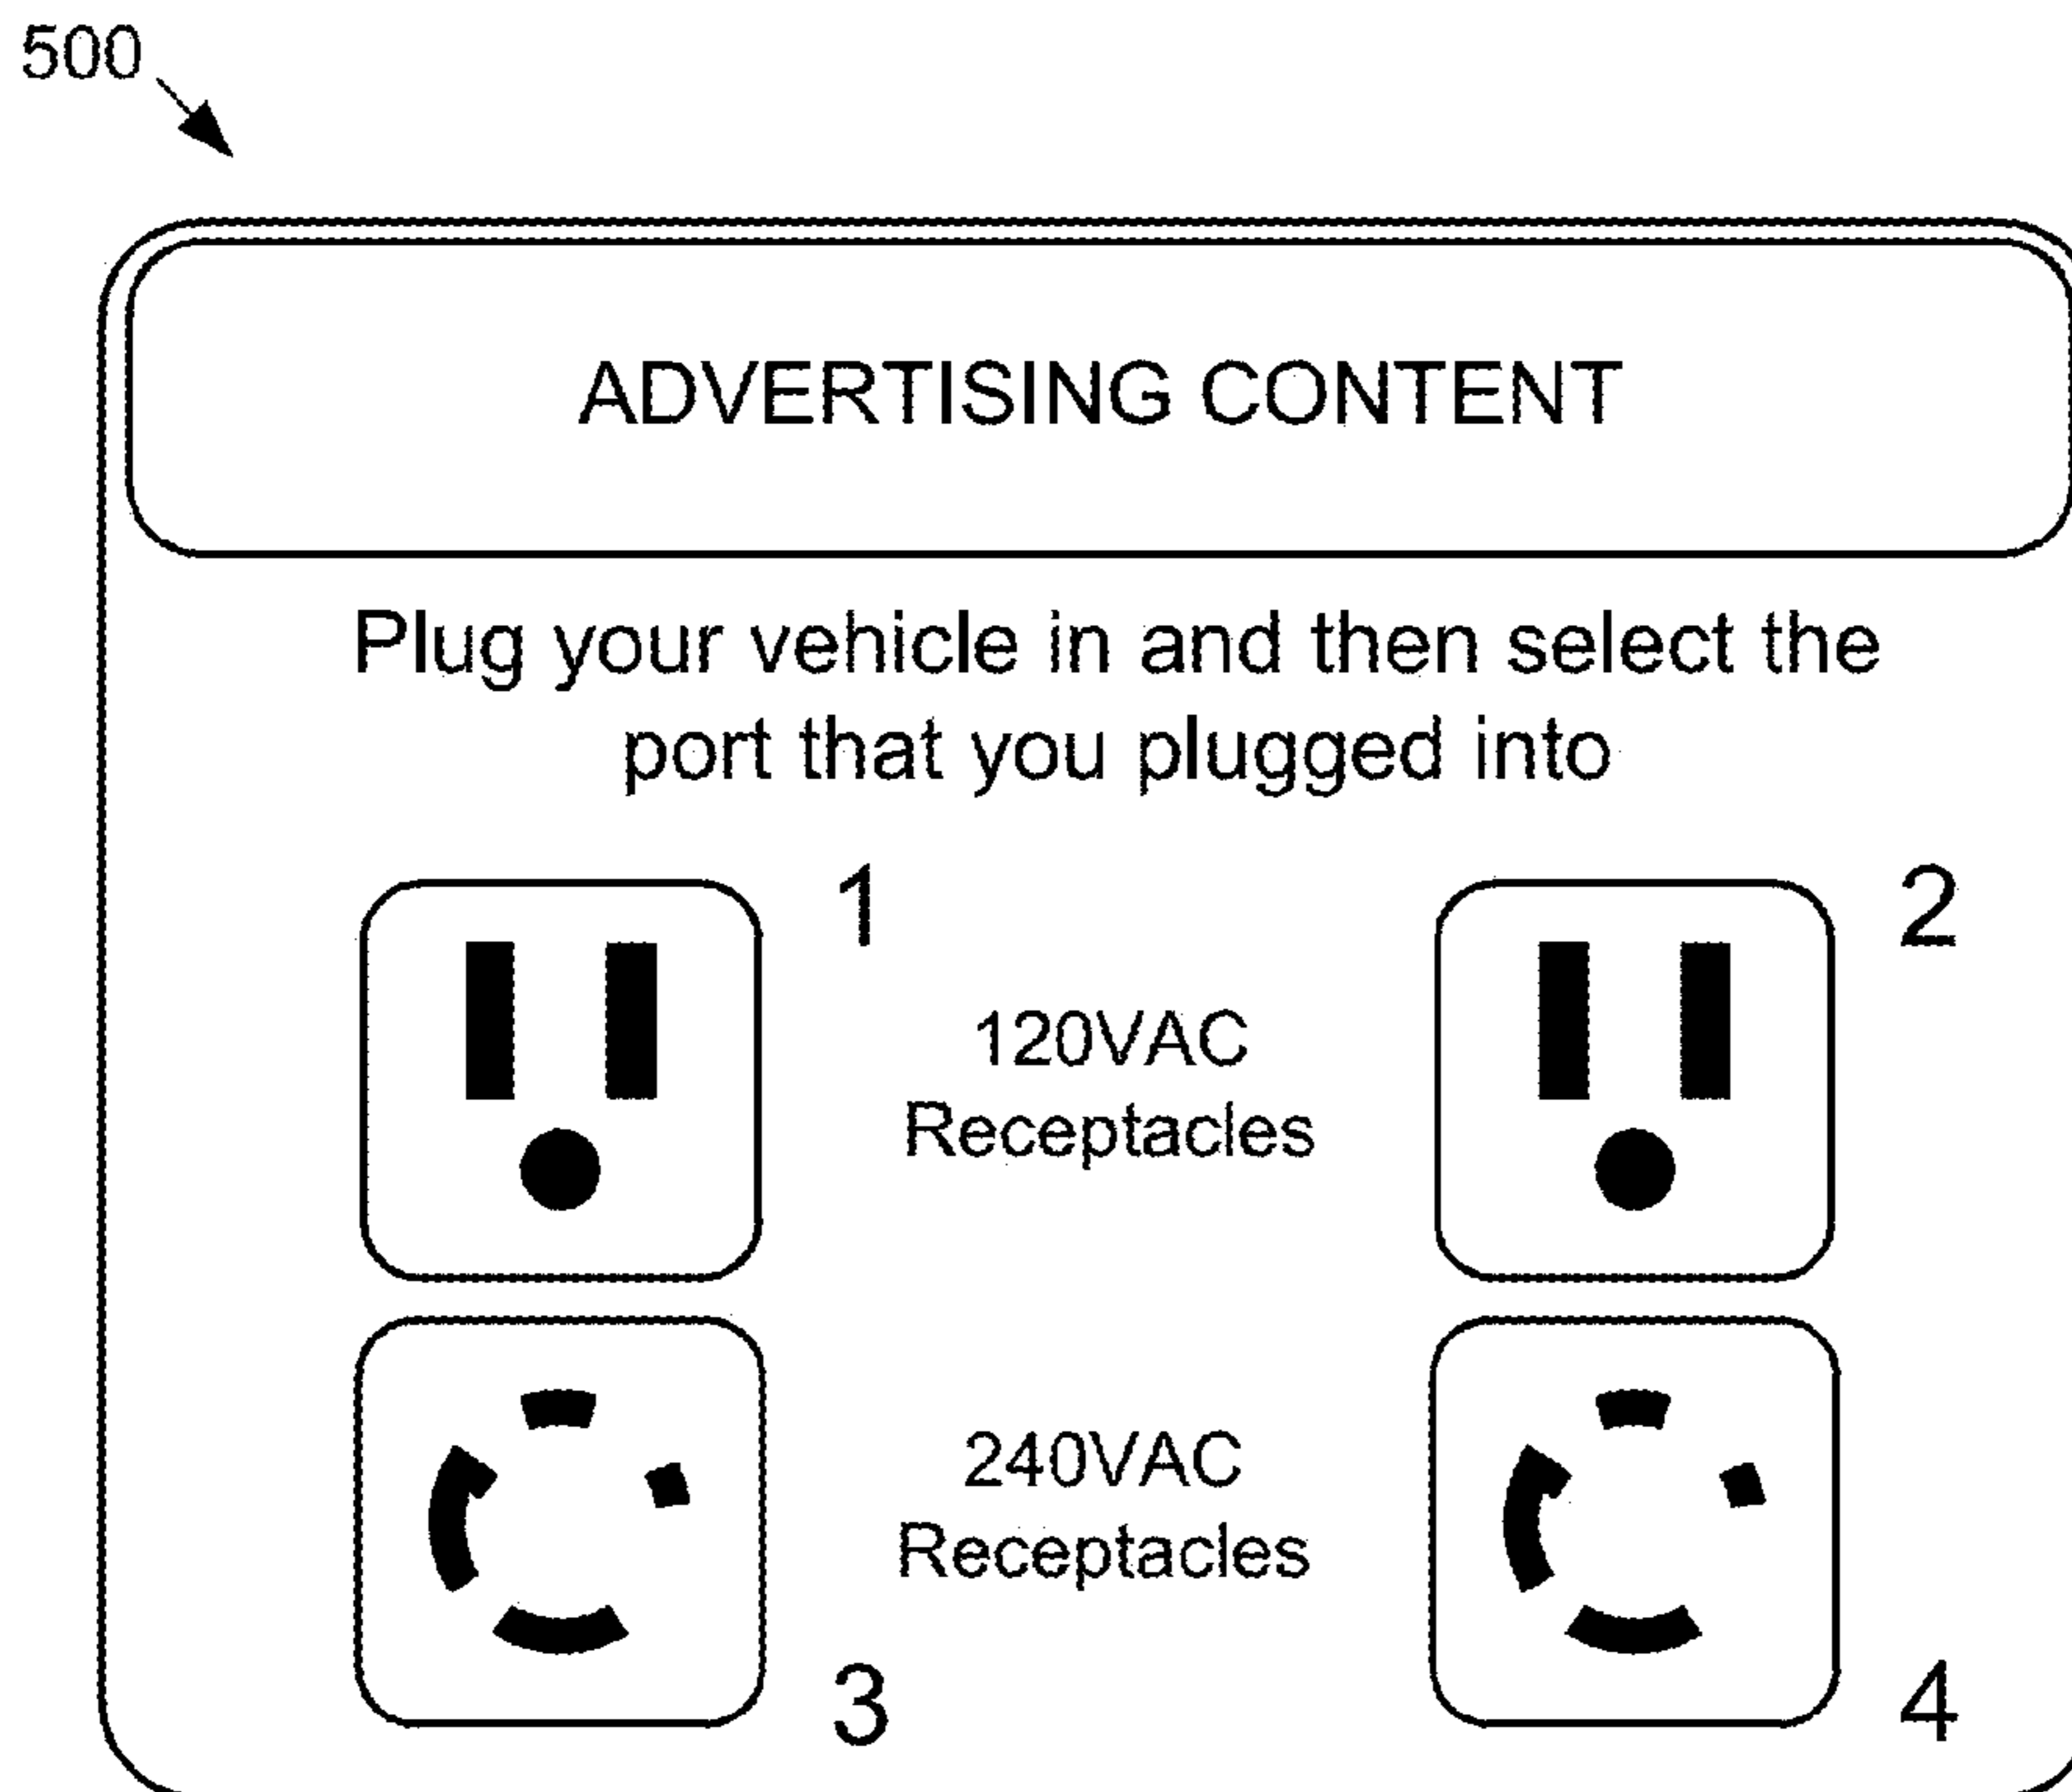 500
ADVERTISING CONTENT
Plug your vehicle in and then select the
port that you plugged into
1
2
120VAC
Receptacles
240VAC
Receptacles
3
4